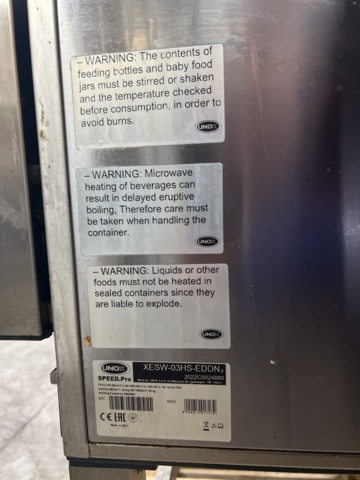 – WARNING: The contents of
feeding bottles and baby food
jars must be stirred or shaken
and the temperature checked
before consumption, in order to
avoid burns.
UNOX
– WARNING: Microwave
heating of beverages can
result in delayed eruptive
boiling, Therefore care must
be taken when handling the
container.
UNOX
– WARNING: Liquids or other
foods must not be heated in
sealed containers since they
are liable to explode.
UNOX
UNOX XESW-03HS-EDDN
SPEED.Pro
S/N
CE EAC